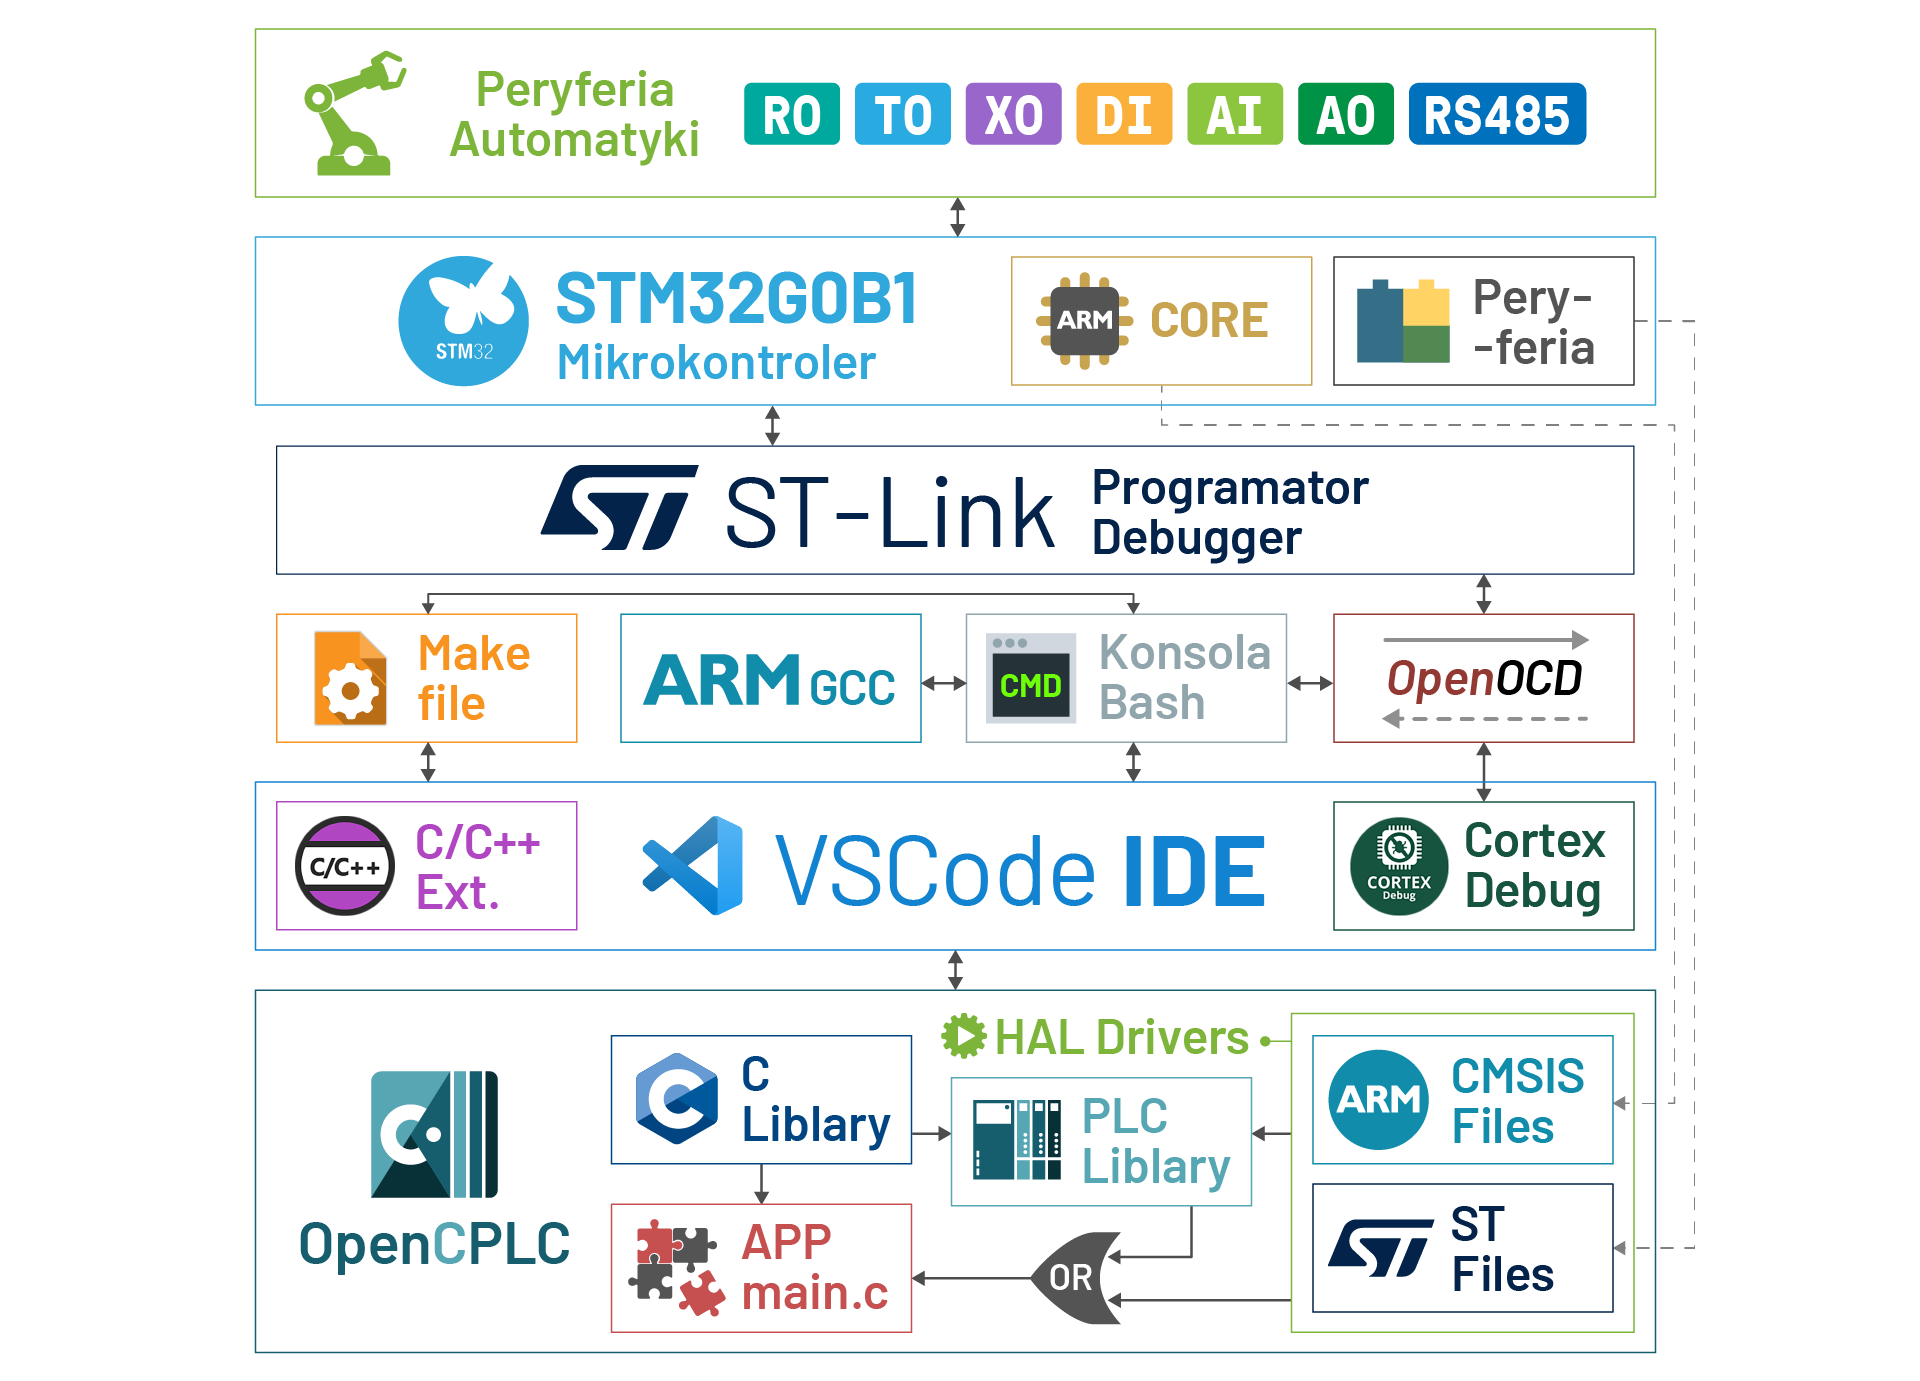 Peryferia
Automatyki
RO TO XO DI AI AO RS485
STM32
STM32G0B1
Mikrokontroler
ARM
CORE
Pery-
-feria
ST
ST-Link
Programator
Debugger
Make
file
ARM GCC
CMD
Konsola
Bash
OpenOCD
C/C++
C/C++
Ext.
VSCode IDE
CORTEX
Debug
Cortex
Debug
HAL Drivers
C
C
Liblary
PLC
Liblary
ARM
CMSIS
Files
OpenCPLC
APP
main.c
OR
ST
ST
Files